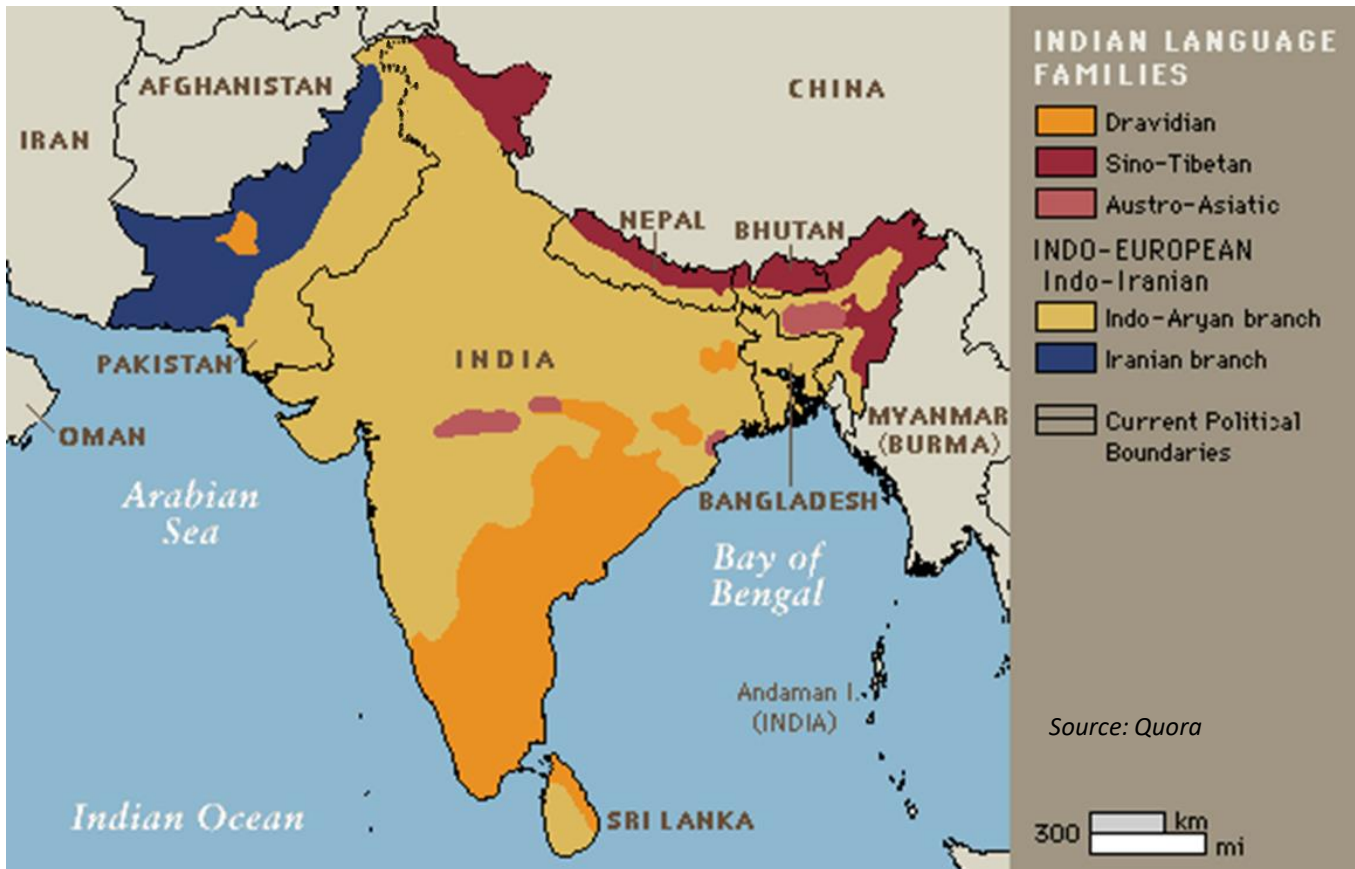 AFGHANISTAN
IRAN
CHINA
NEPAL
BHUTAN
PAKISTAN
INDIA
OMAN
MYANMAR
(BURMA)
BANGLADESH
Arabian
Sea
Bay of
Bengal
Andaman I.
(INDIA)
SRI LANKA
Indian Ocean
INDIAN LANGUAGE
FAMILIES
Dravidian
Sino-Tibetan
Austro-Asiatic
INDO-EUROPEAN
Indo-Iranian
Indo-Aryan branch
Iranian branch
Current Political
Boundaries
Source: Quora
300 km
mi